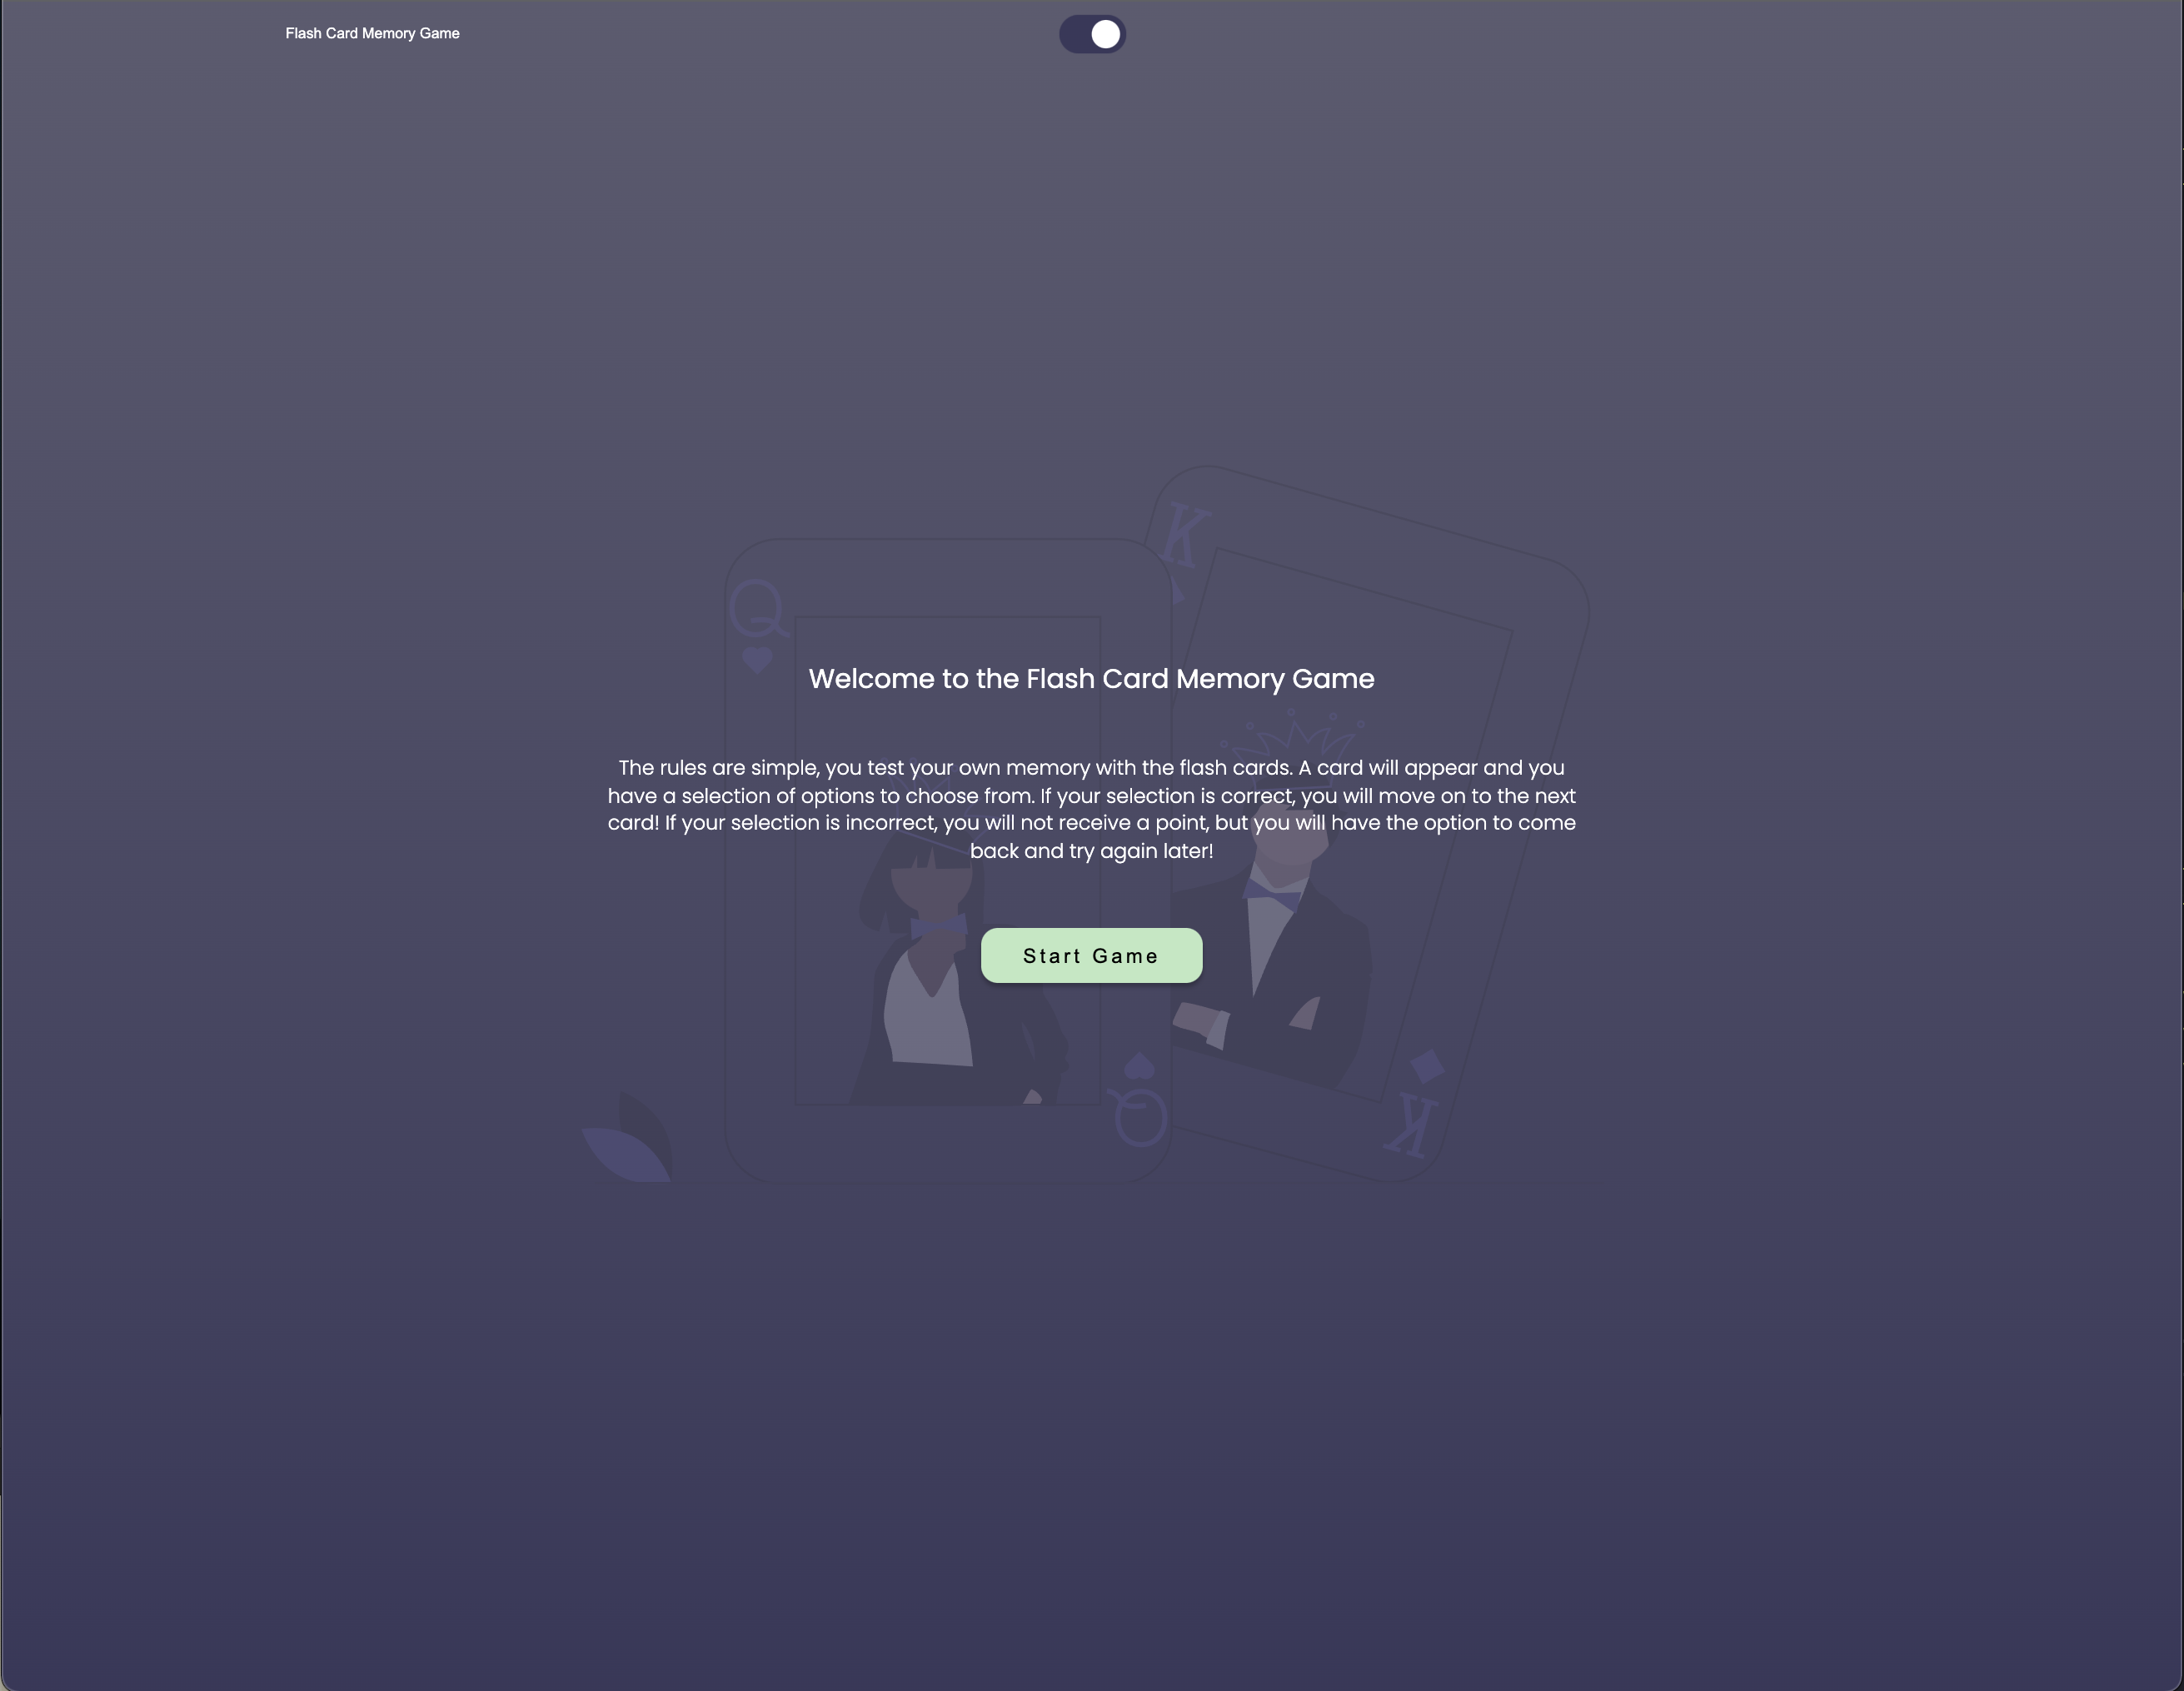 Flash Card Memory Game
K
Q
Welcome to the Flash Card Memory Game
The rules are simple, you test your own memory with the flash cards. A card will appear and you
have a selection of options to choose from. If your selection is correct, you will move on to the next
card! If your selection is incorrect, you will not receive a point, but you will have the option to come
back and try again later!
Start Game
Q
K